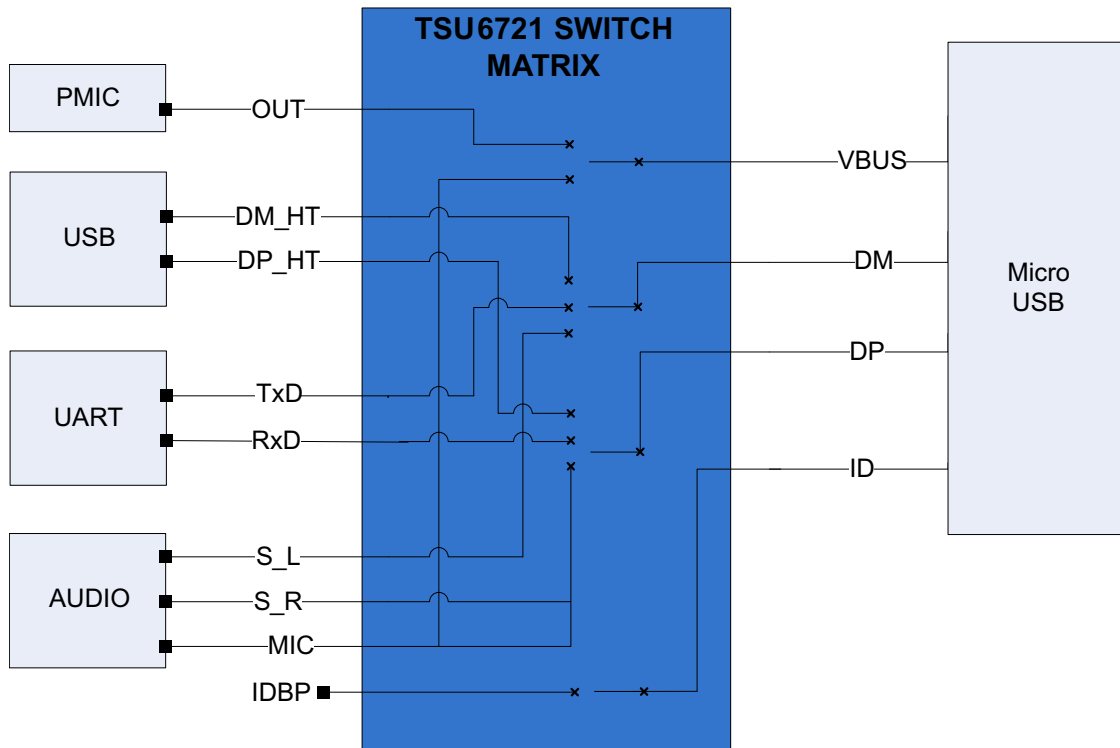 TSU6721 SWITCH
MATRIX
PMIC
OUT
VBUS
USB
DM_HT
DP_HT
DM
Micro
USB
DP
UART
TxD
RxD
ID
AUDIO
S_L
S_R
MIC
IDBP